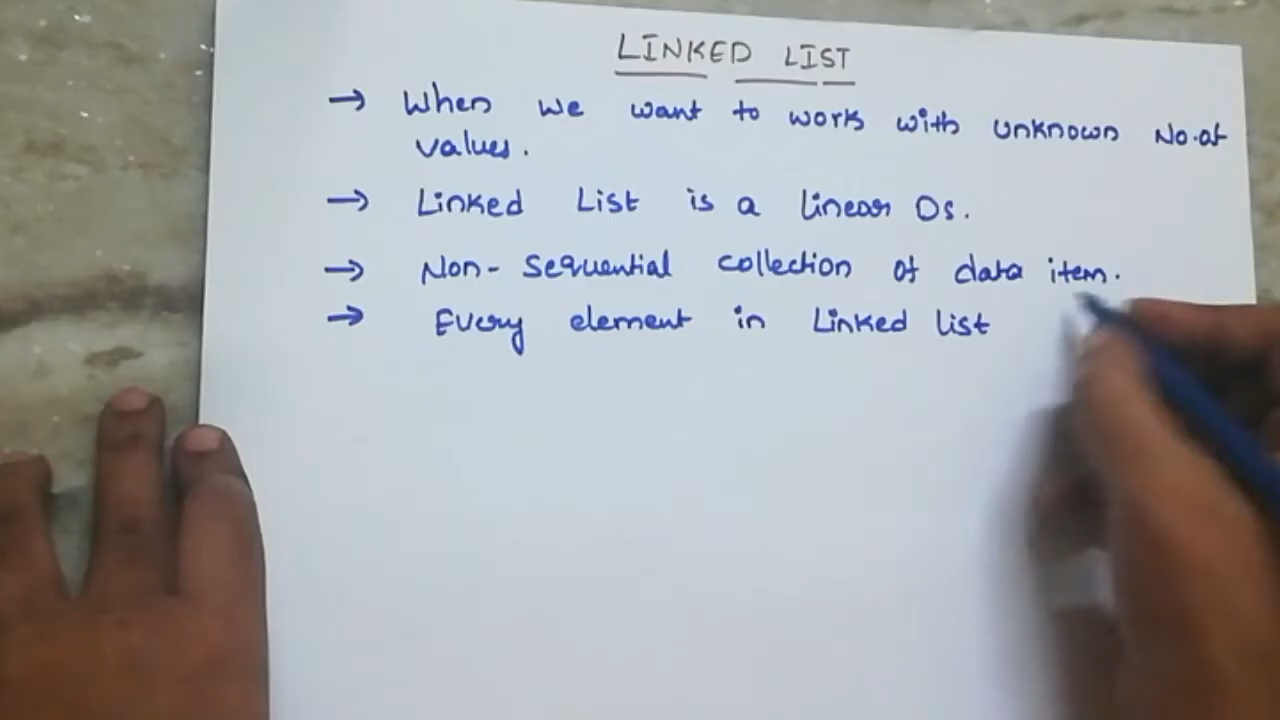 LINKED LIST
→ When we want to work with unknown No.of
values.
→ Linked List is a linear Ds.
→ Non- sequential collection of data item.
→ Every element in Linked list